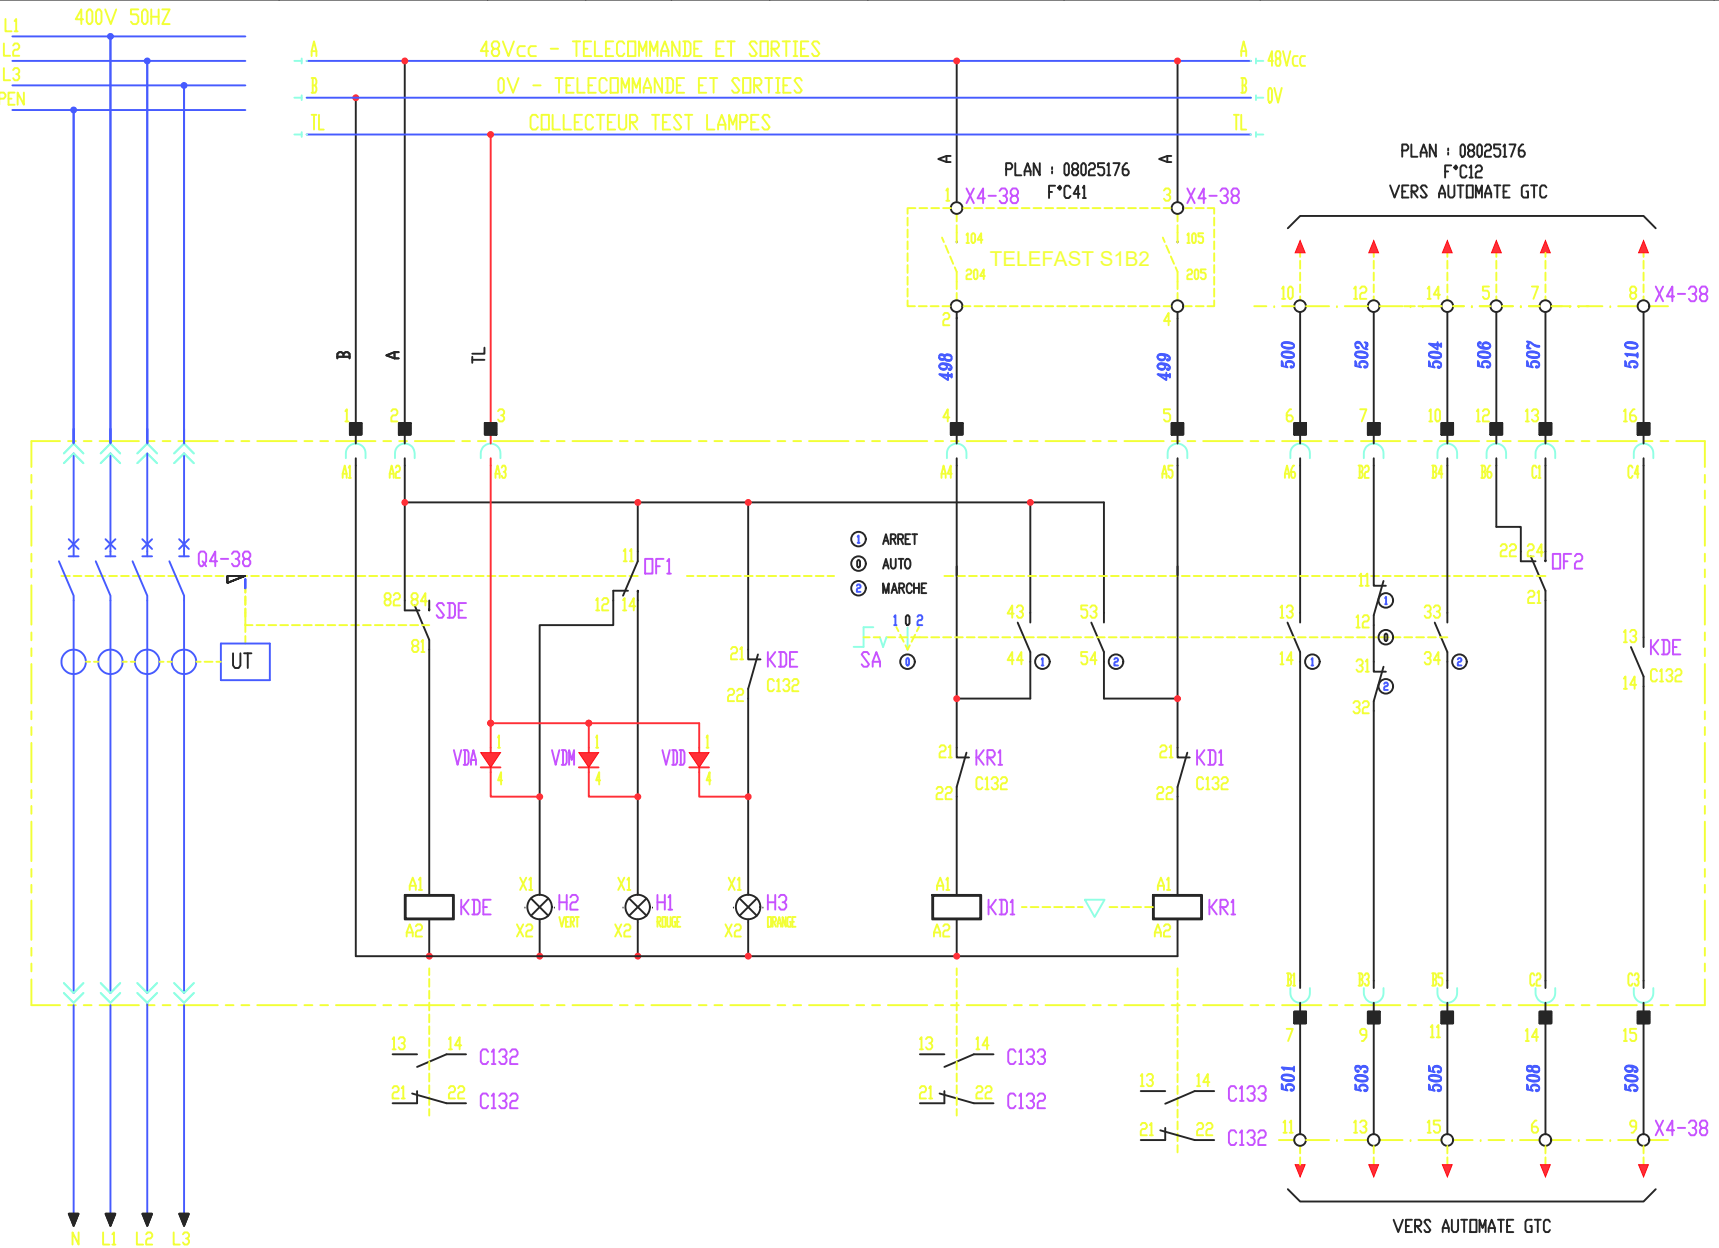 400V 50HZ
L1
L2
L3
PEN
A 48Vcc - TELECOMMANDE ET SORTIES A 48Vcc
B 0V - TELECOMMANDE ET SORTIES B 0V
TL COLLECTEUR TEST LAMPES TL
PLAN : 08025176
F°C12
VERS AUTOMATE GTC
A A
PLAN : 08025176
F°C41
1 X4-38 3 X4-38
104 105
TELEFAST S1B2
204 205
10 12 14 5 7 8 X4-38
2 4
B A TL 498 499 500 502 504 506 507 510
1 2 3 4 5 6 7 10 12 13 16
A1 A2 A3 A4 A5 A6 B2 B4 B6 C1 C4
1 ARRET
0 AUTO
2 MARCHE
Q4-38
11 OF1
22 24 OF2
11
1
82 84 SDE
12 14
21
81
43 53 13 12 33
1 0 2
SA 0
44 1 54 2 14 1 0 34 2
13 KDE
14 C132
31
2
32
UT
21 KDE
22 C132
VDA 1 4
VDM 1 4
VDD 1 4
21 KR1
22 C132
21 KD1
22 C132
A1 X1 X1 X1 A1 A1
KDE H2 H1 H3 KD1 KR1
VERT ROUGE ORANGE
A2 X2 X2 X2 A2 A2
B1 B3 B5 C2 C3
7 9 11 14 15
13 14 C132
21 22 C132
13 14 C133
21 22 C132
13 14 C133
21 22 C132
501 503 505 508 509
11 13 15 6 9 X4-38
VERS AUTOMATE GTC
N L1 L2 L3